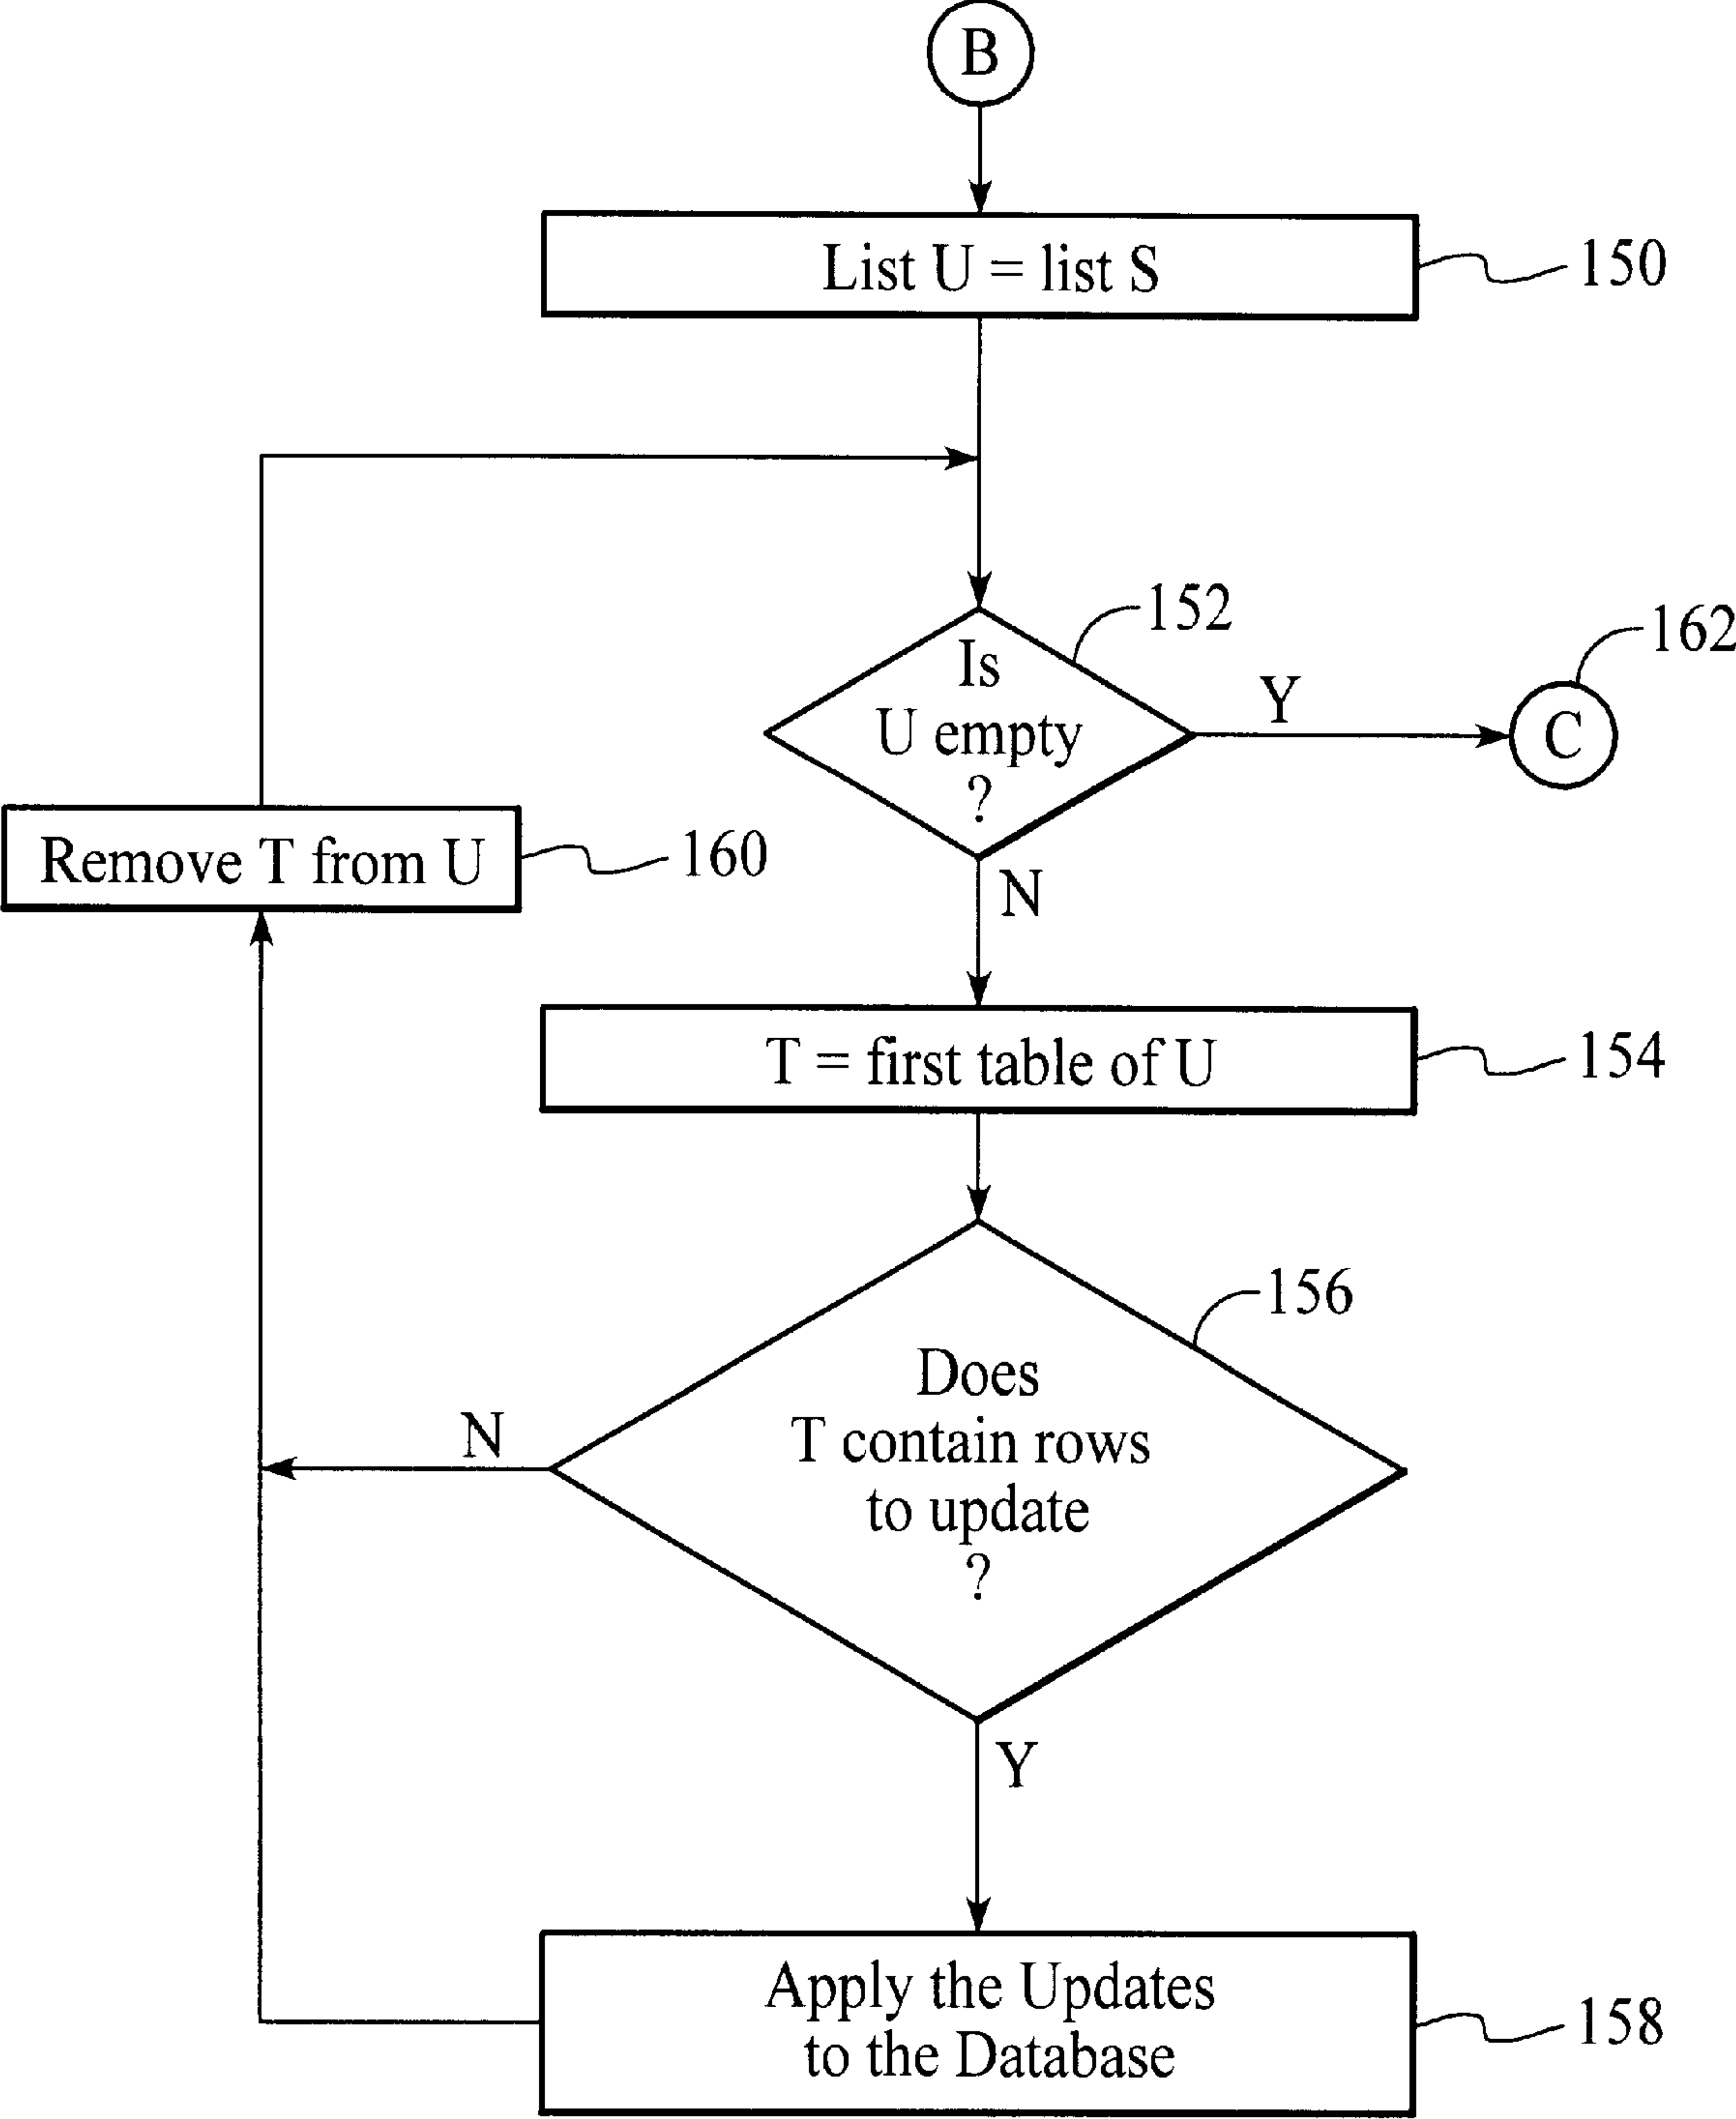 B
List U = list S
150
152
Is
U empty
?
Y
162
C
Remove T from U
160
N
T = first table of U
154
156
Does
T contain rows
to update
?
N
Y
Apply the Updates
to the Database
158